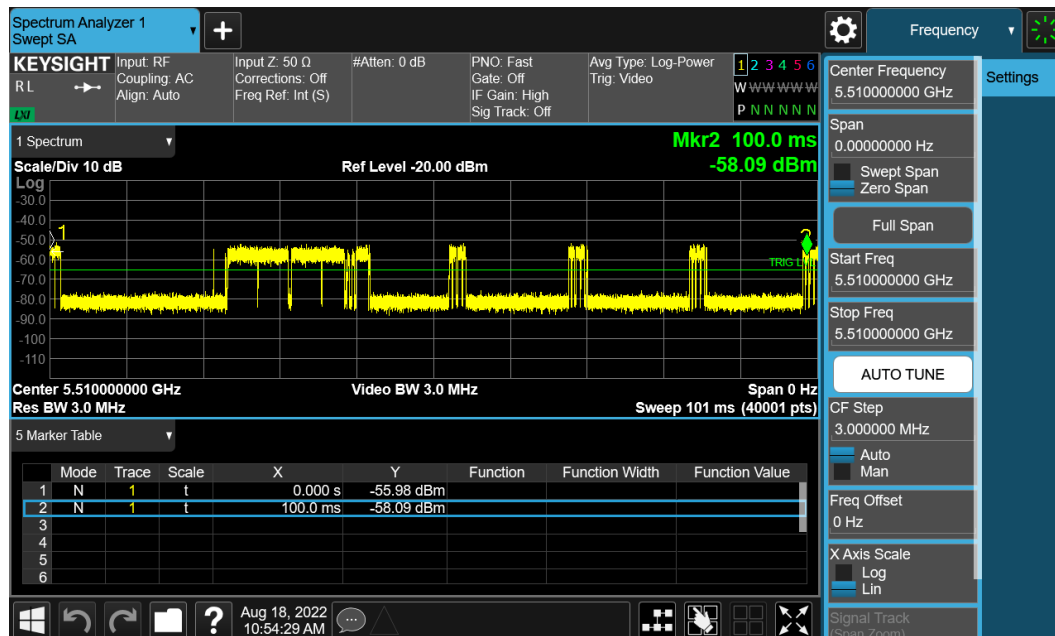 Spectrum Analyzer 1
Swept SA
Frequency
KEYSIGHT
R L
LXI
Input: RF
Coupling: AC
Align: Auto
Input Z: 50 Ω
Corrections: Off
Freq Ref: Int (S)
#Atten: 0 dB
PNO: Fast
Gate: Off
IF Gain: High
Sig Track: Off
Avg Type: Log-Power
Trig: Video
1 2 3 4 5 6
W W W W W W
P N N N N N
1 Spectrum
Scale/Div 10 dB
Log
Ref Level -20.00 dBm
Mkr2 100.0 ms
-58.09 dBm
-30.0
-40.0
-50.0
-60.0
-70.0
-80.0
-90.0
-100
-110
1
2
TRIG L
Center 5.510000000 GHz
Res BW 3.0 MHz
Video BW 3.0 MHz
Span 0 Hz
Sweep 101 ms (40001 pts)
5 Marker Table
Mode Trace Scale X Y Function Function Width Function Value
1 N 1 t 0.000 s -55.98 dBm
2 N 1 t 100.0 ms -58.09 dBm
3
4
5
6
Aug 18, 2022
10:54:29 AM
Center Frequency
5.510000000 GHz
Span
0.00000000 Hz
Swept Span
Zero Span
Full Span
Start Freq
5.510000000 GHz
Stop Freq
5.510000000 GHz
AUTO TUNE
CF Step
3.000000 MHz
Auto
Man
Freq Offset
0 Hz
X Axis Scale
Log
Lin
Signal Track
(Span Zoom)
Settings